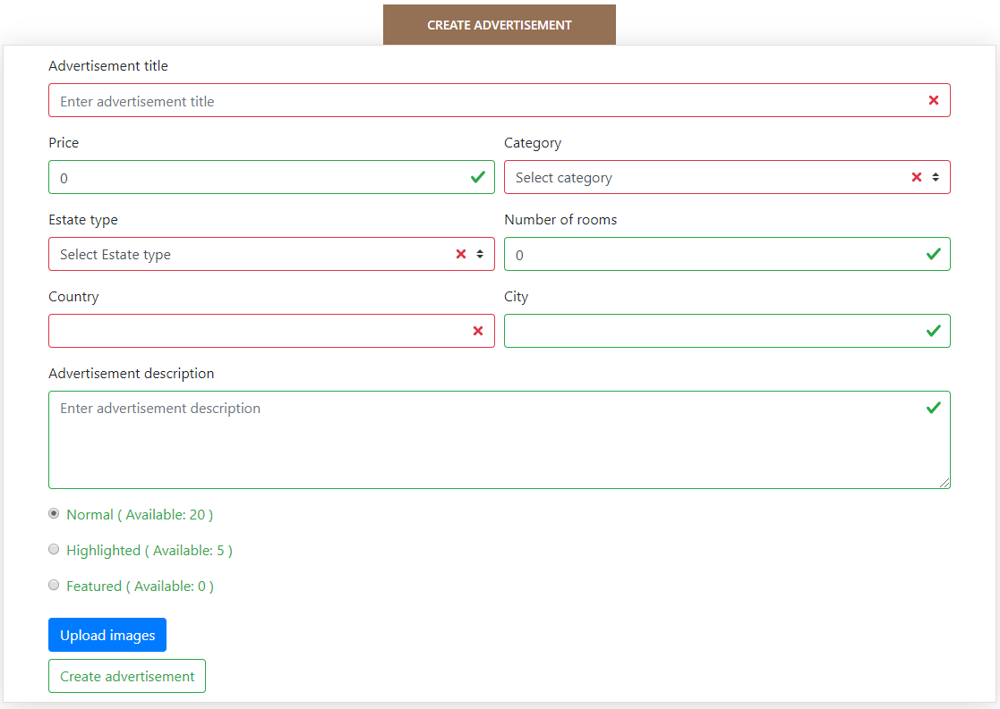 CREATE ADVERTISEMENT
Advertisement title
Enter advertisement title
Price
Category
0
Select category
Estate type
Number of rooms
Select Estate type
0
Country
City
Advertisement description
Enter advertisement description
Normal ( Available: 20 )
Highlighted ( Available: 5 )
Featured ( Available: 0 )
Upload images
Create advertisement